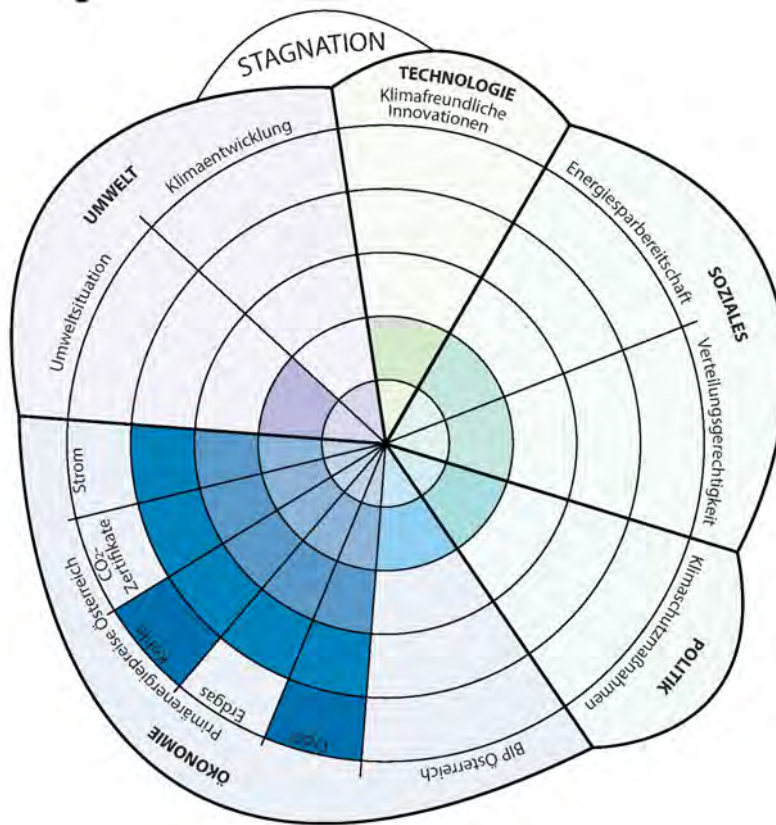 STAGNATION
TECHNOLOGIE
Klimafreundliche
Innovationen
Energiesparbereitschaft
SOZIALES
Verteilungsgerechtigkeit
Klimaschutzmaßnahmen
POLITIK
BIP Österreich
Erdgas
Kohle
Primärenergiepreise Österreich
ÖKONOMIE
CO₂-
Zertifikate
Strom
Umweltsituation
UMWELT
Klimaentwicklung